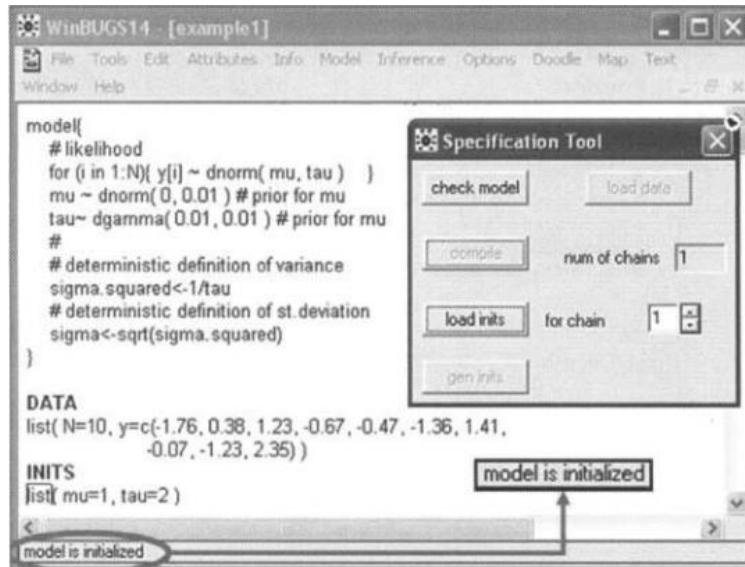 WinBUGS14 - [example1]
File Tools Edit Attributes Info Model Inference Options Doodle Map Text
Window Help
model{
# likelihood
for (i in 1:N){ y[i] ~ dnorm( mu, tau ) }
mu ~ dnorm( 0, 0.01 ) # prior for mu
tau~ dgamma( 0.01, 0.01 ) # prior for mu
#
# deterministic definition of variance
sigma.squared<-1/tau
# deterministic definition of st.deviation
sigma<-sqrt(sigma.squared)
}
DATA
list( N=10, y=c(-1.76, 0.38, 1.23, -0.67, -0.47, -1.36, 1.41,
-0.07, -1.23, 2.35) )
INITS
list( mu=1, tau=2 )
Specification Tool
check model load data
compile num of chains 1
load inits for chain 1
gen inits
model is initialized
model is initialized